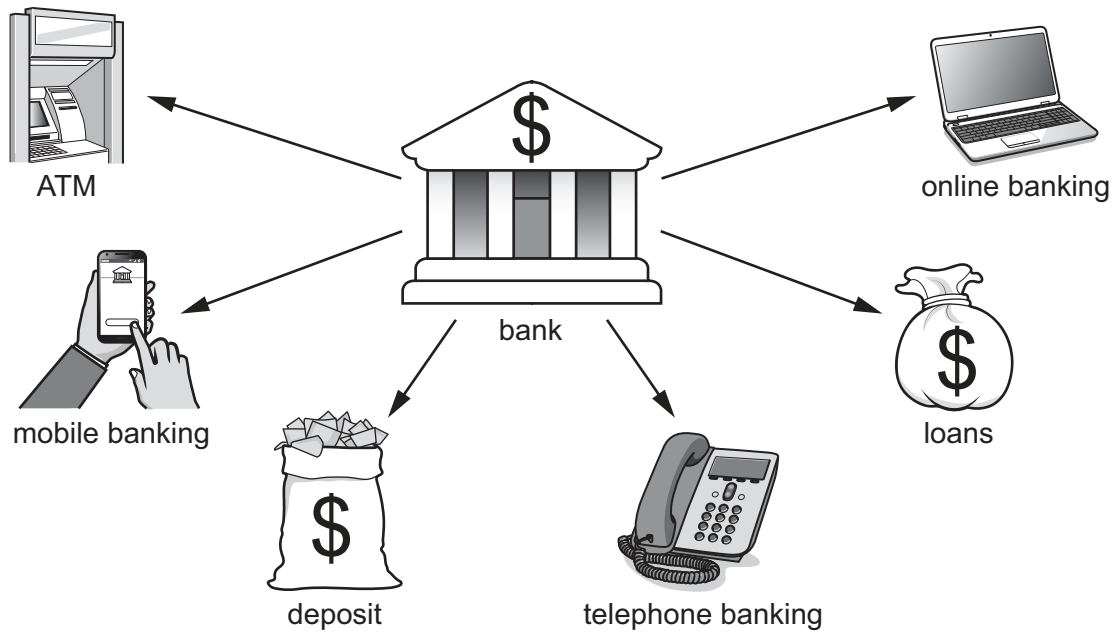 $
ATM
online banking
bank
mobile banking
$
loans
$
deposit
telephone banking